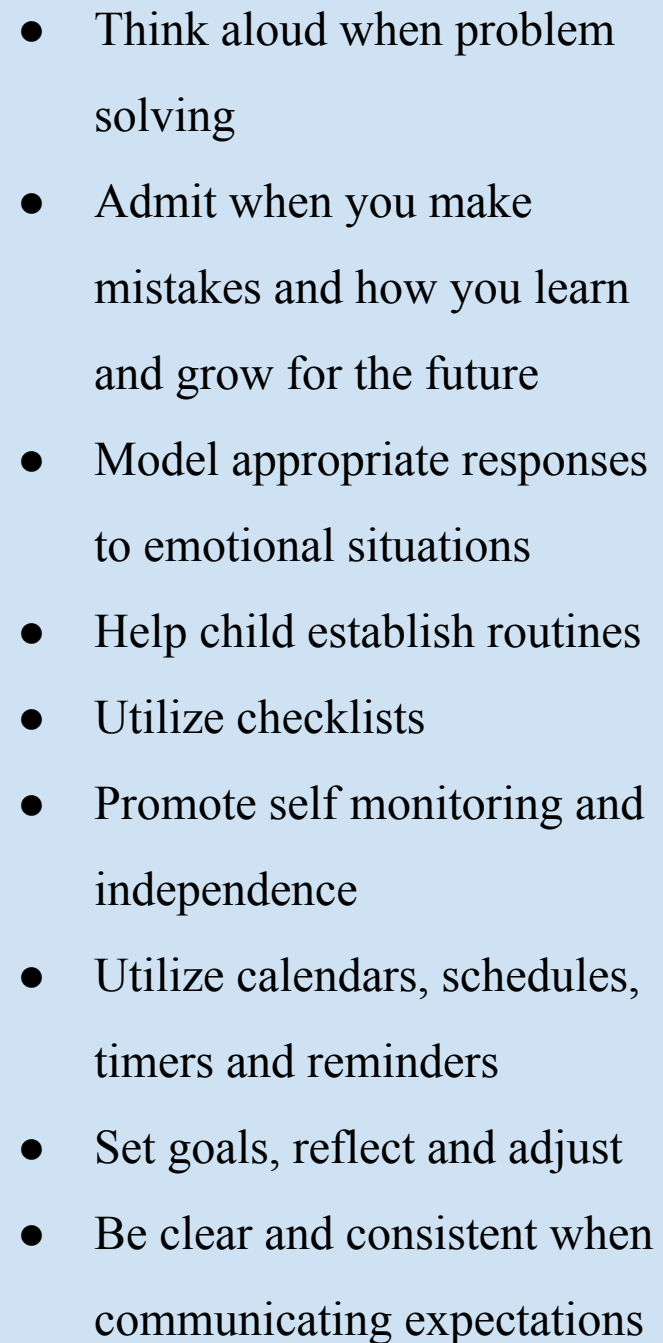 ● Think aloud when problem
solving
● Admit when you make
mistakes and how you learn
and grow for the future
● Model appropriate responses
to emotional situations
● Help child establish routines
● Utilize checklists
● Promote self monitoring and
independence
● Utilize calendars, schedules,
timers and reminders
● Set goals, reflect and adjust
● Be clear and consistent when
communicating expectations